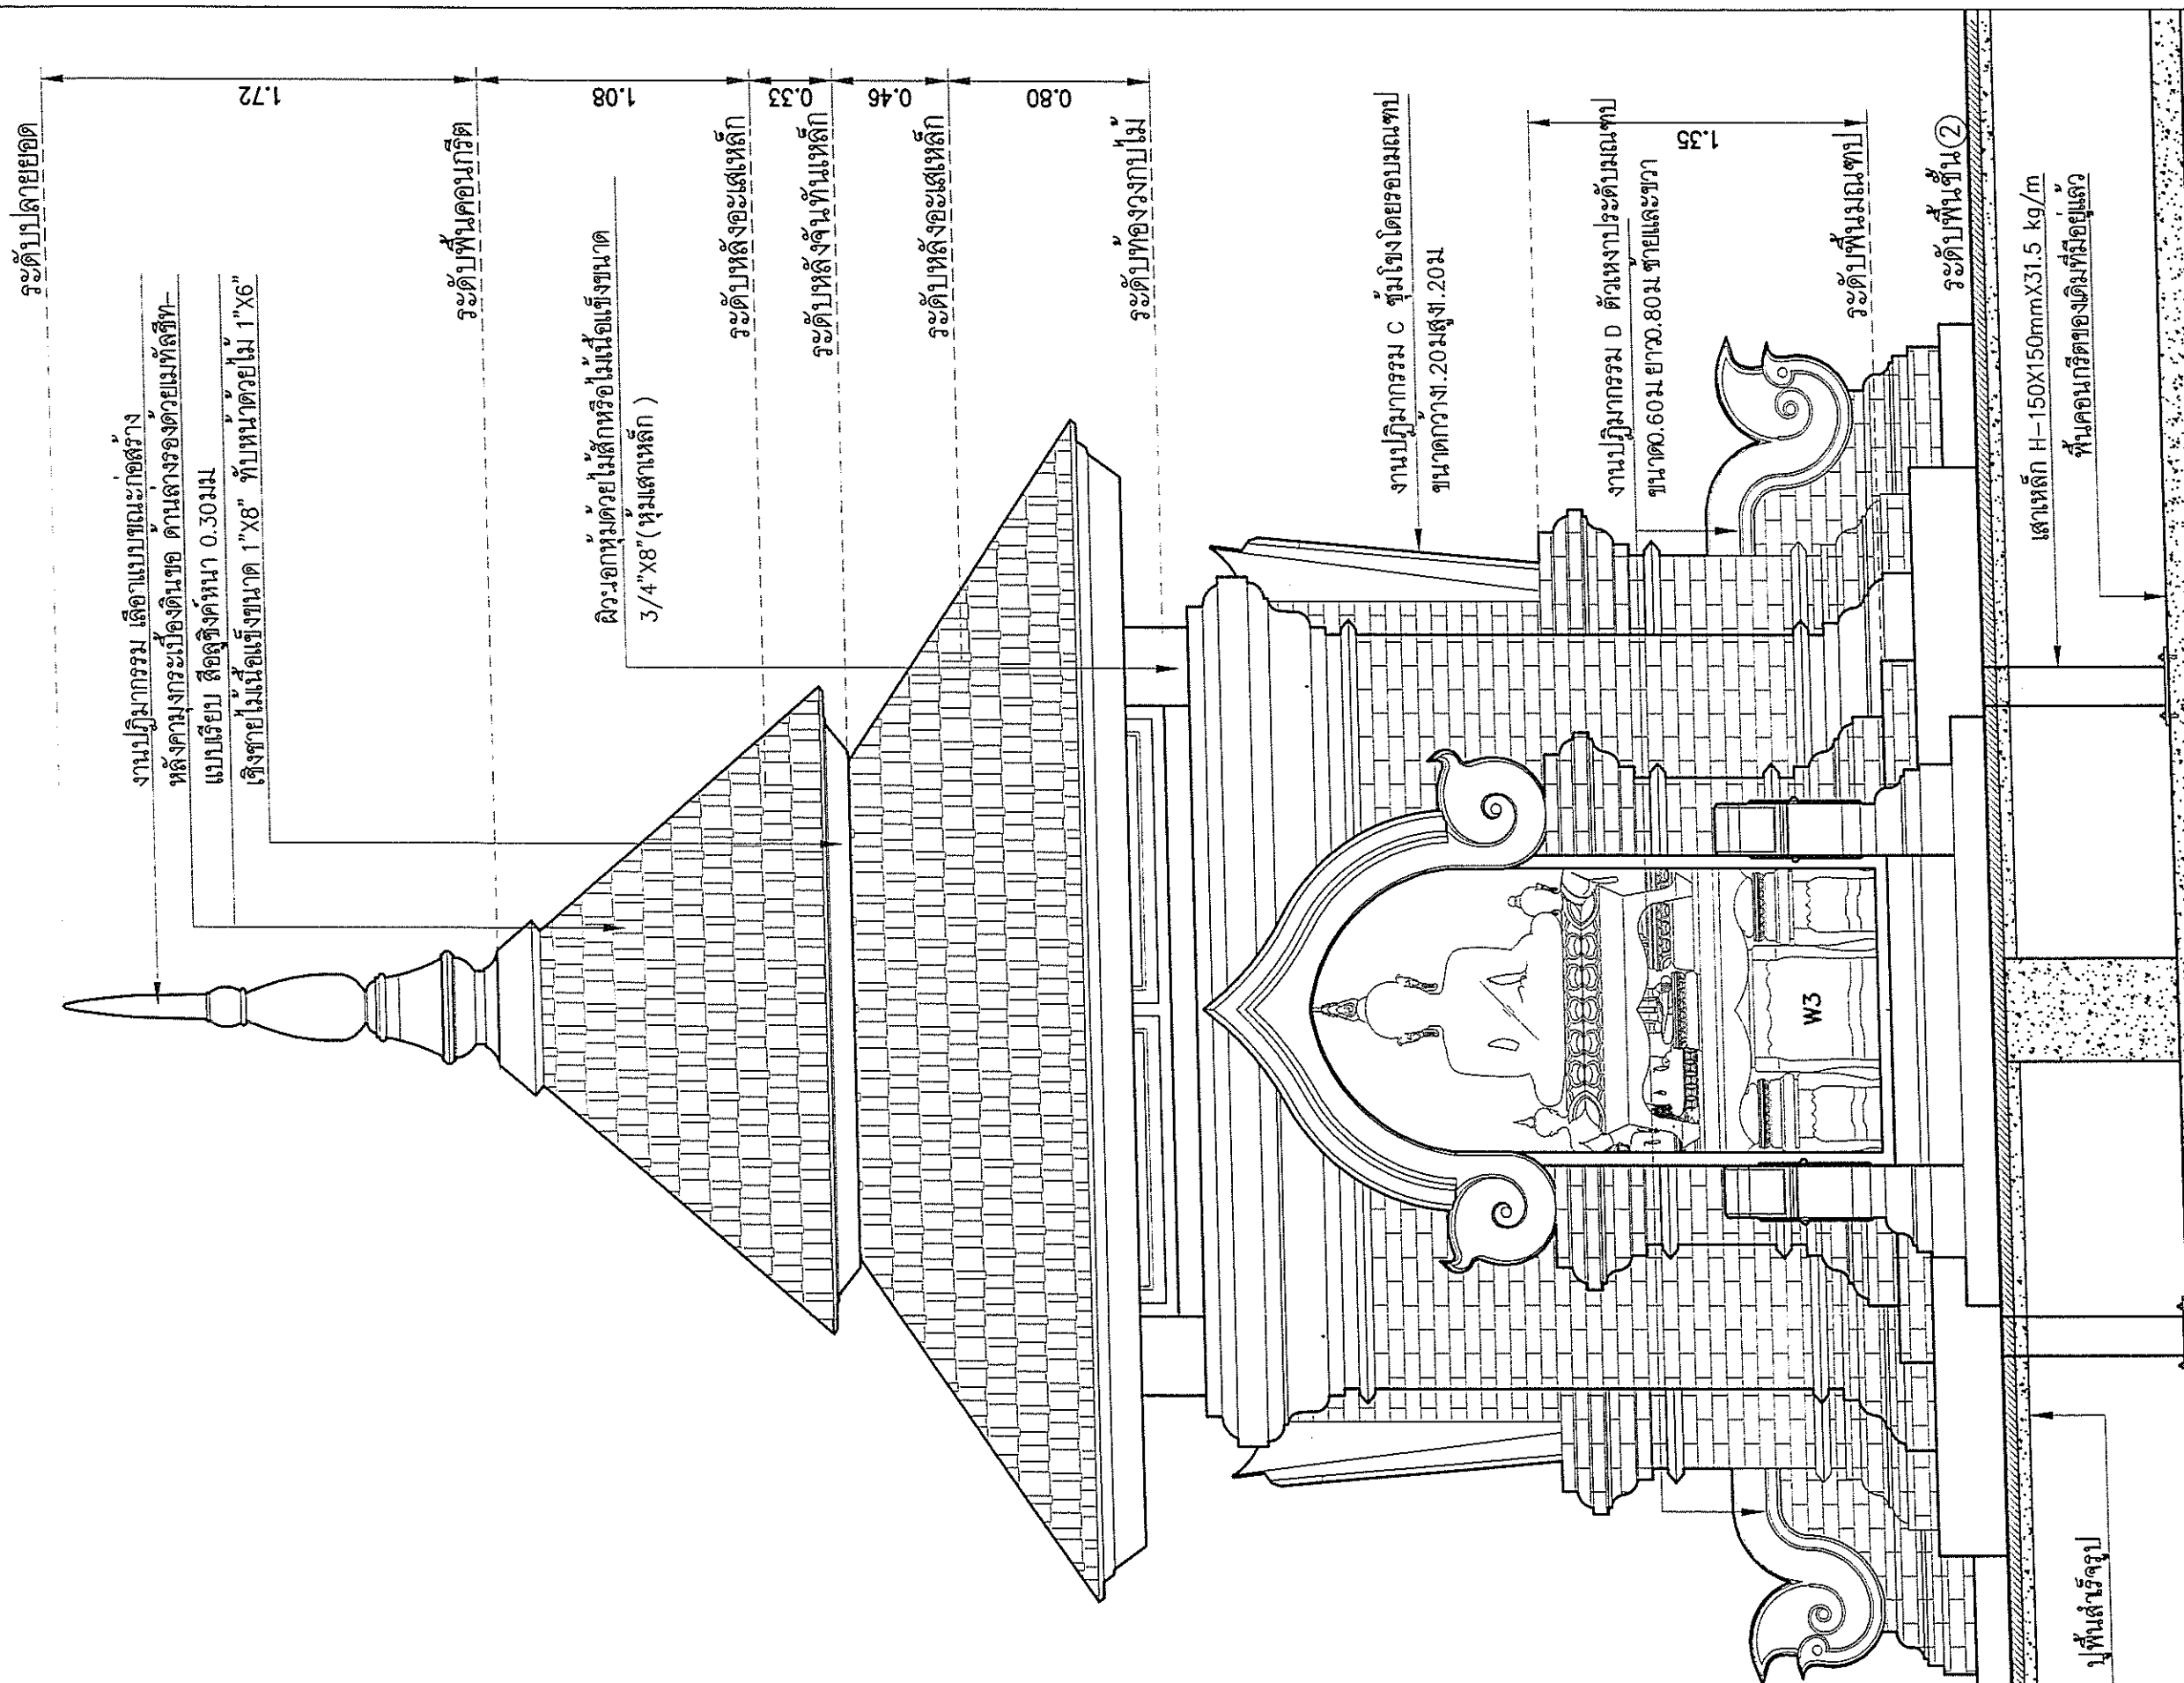 ระดับปลายยอด
1.72
งานปฏิมากรรม เลือกแบบขณะก่อสร้าง
หลังคามุงกระเบื้องดินขอ ด้านล่างรองด้วยเมทัลชีท-
แบบเรียบ สีอลูซิงค์หนา 0.30มม
เชิงชายไม้เนื้อแข็งขนาด 1"X8" ทับหน้าด้วยไม้ 1"X6"
ระดับพื้นคอนกรีต
1.08
ผิวะเอกหุ้มด้วยไม้สักหรือไม้เนื้อแข็งขนาด
3/4"X8"(หุ้มเสาเหล็ก )
ระดับหลังอะเสเหล็ก
0.33
ระดับหลังจันทันเหล็ก
0.46
ระดับหลังอะเสเหล็ก
0.80
ระดับท้องวงกบไม้
งานปฏิมากรรม C ซุ้มโขงโดยรอบมณฑป
ขนาดกว้าง1.20มสูง1.20ม
1.35
งานปฏิมากรรม D ตัวเหงาประดับมณฑป
ขนาด0.60ม ยาว0.80ม ซ้ายและขวา
ระดับพื้นมณฑป
ระดับพื้นชั้น 2
W3
เสาเหล็ก H-150X150mmX31.5 kg/m
พื้นคอนกรีตของเดิมที่มีอยู่แล้ว
ปูพื้นสำเร็จรูป